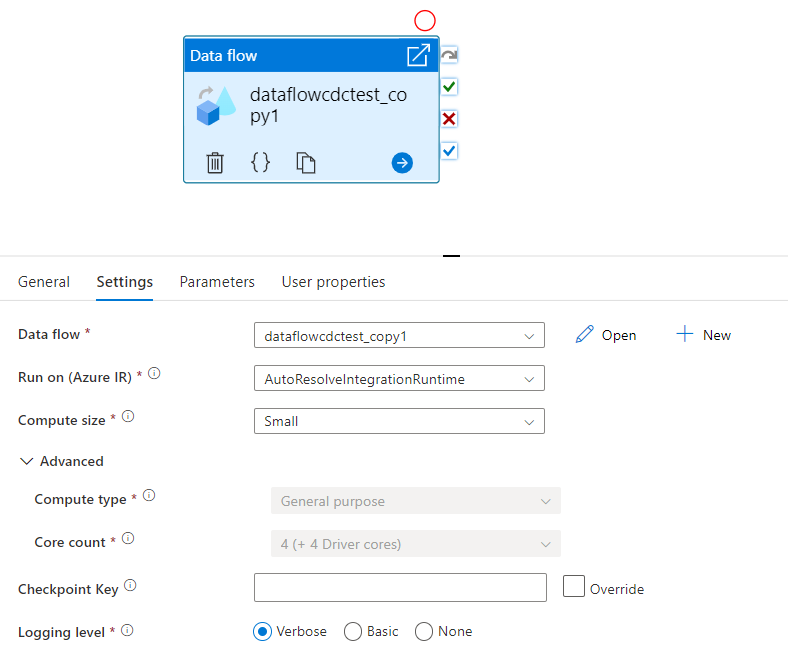 Data flow
dataflowcdctest_co
py1
{}
General Settings Parameters User properties
Data flow * dataflowcdctest_copy1 Open New
Run on (Azure IR) * AutoResolveIntegrationRuntime
Compute size * Small
Advanced
Compute type * General purpose
Core count * 4 (+ 4 Driver cores)
Checkpoint Key Override
Logging level * Verbose Basic None